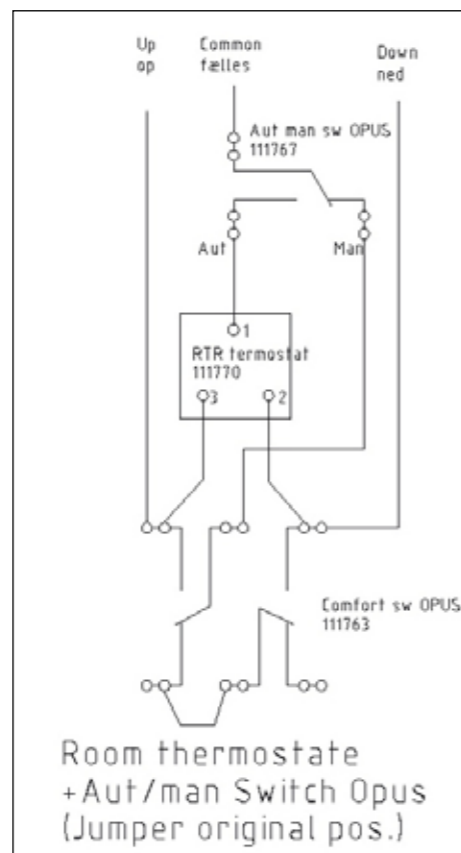 Up
op
Common
fælles
Down
ned
Aut man sw OPUS
111767
Aut
Man
1
RTR termostat
111770
3
2
Comfort sw OPUS
111763
Room thermostate
+Aut/man Switch Opus
(Jumper original pos.)